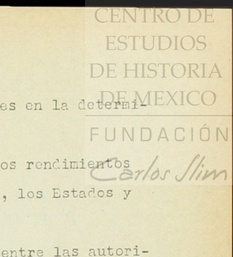 CENTRO DE
ESTUDIOS
DE HISTORIA
DE MEXICO
FUNDACIÓN
Carlos Slim
es en la determi-
os rendimientos
, los Estados y
entre las autori-